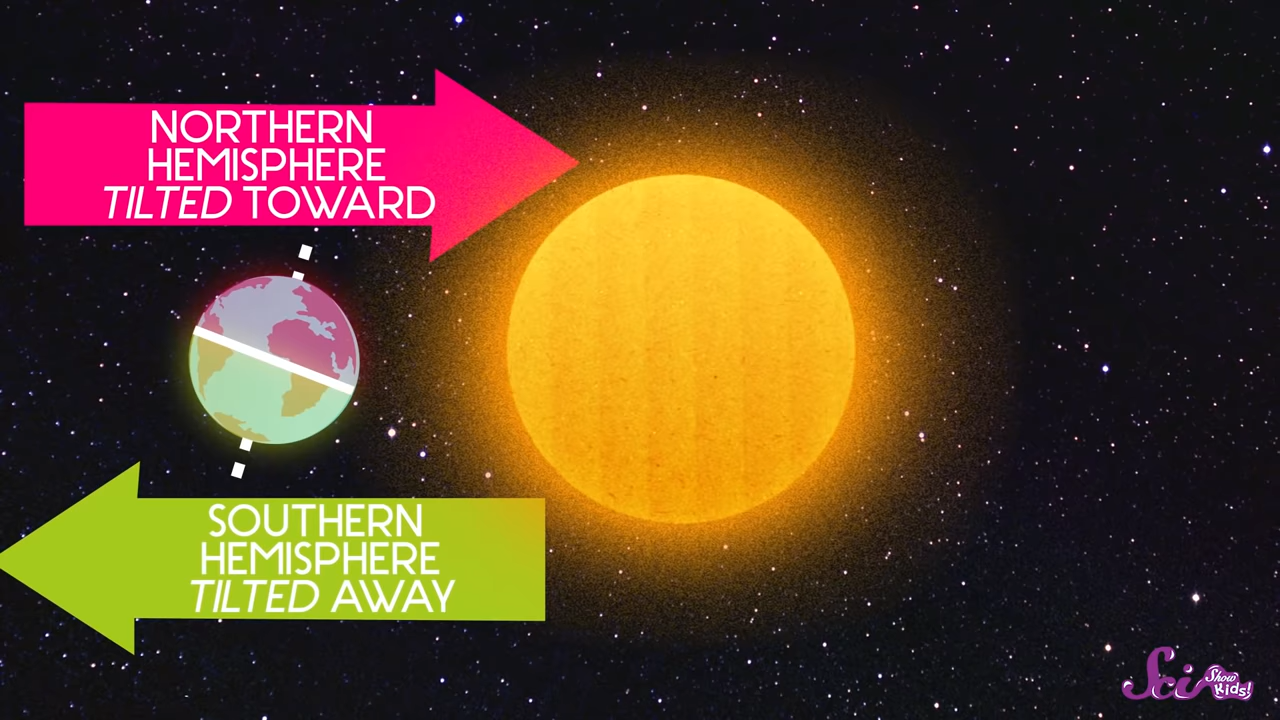 NORTHERN
HEMISPHERE
TILTED TOWARD
SOUTHERN
HEMISPHERE
TILTED AWAY
Sci Show
Kids!